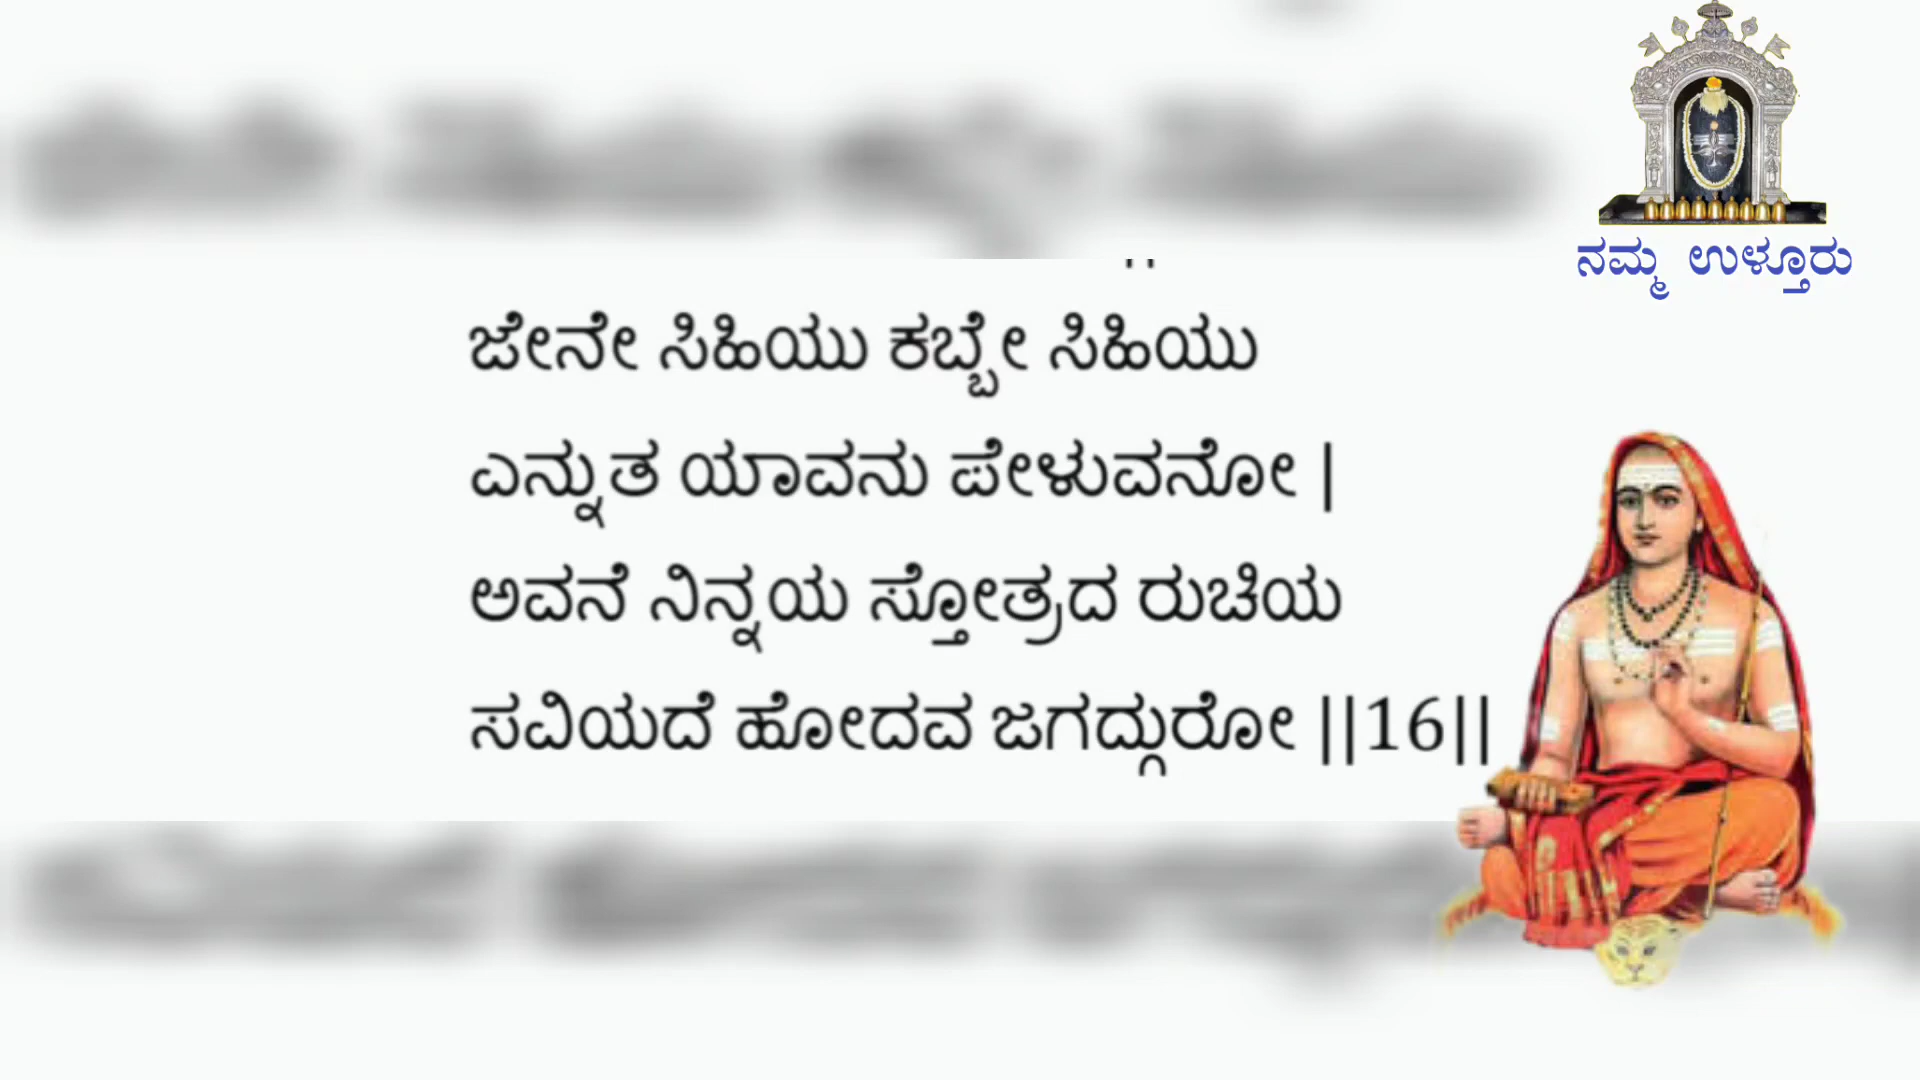 ನಮ್ಮ ಉಳ್ತೂರು
ಜೇನೇ ಸಿಹಿಯು ಕಬ್ಬೇ ಸಿಹಿಯು
ಎನ್ನುತ ಯಾವನು ಪೇಳುವನೋ |
ಅವನೆ ನಿನ್ನಯ ಸ್ತೋತ್ರದ ರುಚಿಯ
ಸವಿಯದೆ ಹೋದವ ಜಗದ್ಗುರೋ ||16||